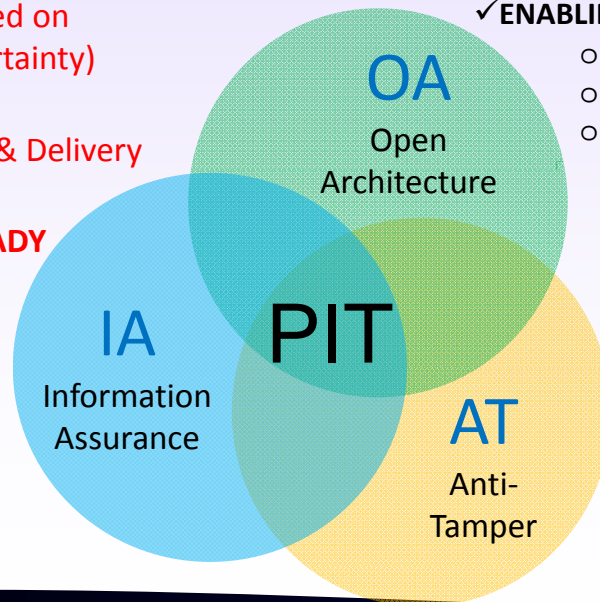 ed on
rtainty)
& Delivery
ADY
✓ENABLI
OA
Open
Architecture
IA
Information
Assurance
PIT
AT
Anti-
Tamper